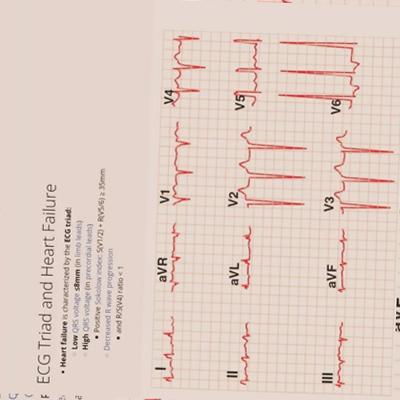 ECG Triad and Heart Failure
• Heart failure is characterized by the ECG triad:
◦ Low QRS voltage ≤8mm (in limb leads)
◦ High QRS voltage (in precordial leads)
▪ Positive Sokolow index: S(V1/2) + R(V5/6) ≥ 35mm
◦ Decreased R wave progression
▪ and R/S(V4) ratio < 1
I aVR V1 V4
II aVL V2 V5
III aVF V3 V6